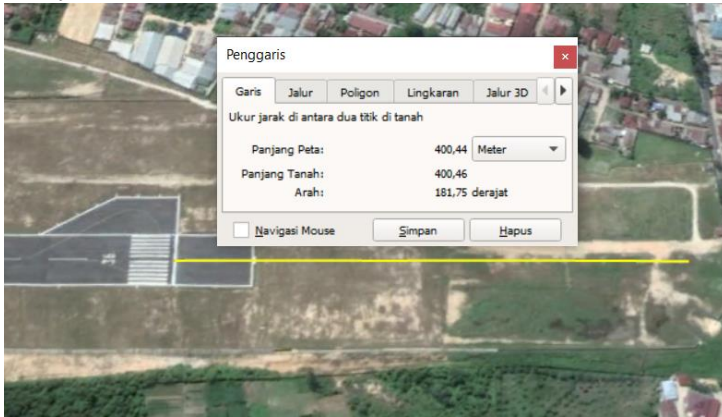 Penggaris
Garis Jalur Poligon Lingkaran Jalur 3D
Ukur jarak di antara dua titik di tanah
Panjang Peta: 400,44 Meter
Panjang Tanah: 400,46
Arah: 181,75 derajat
Navigasi Mouse Simpan Hapus